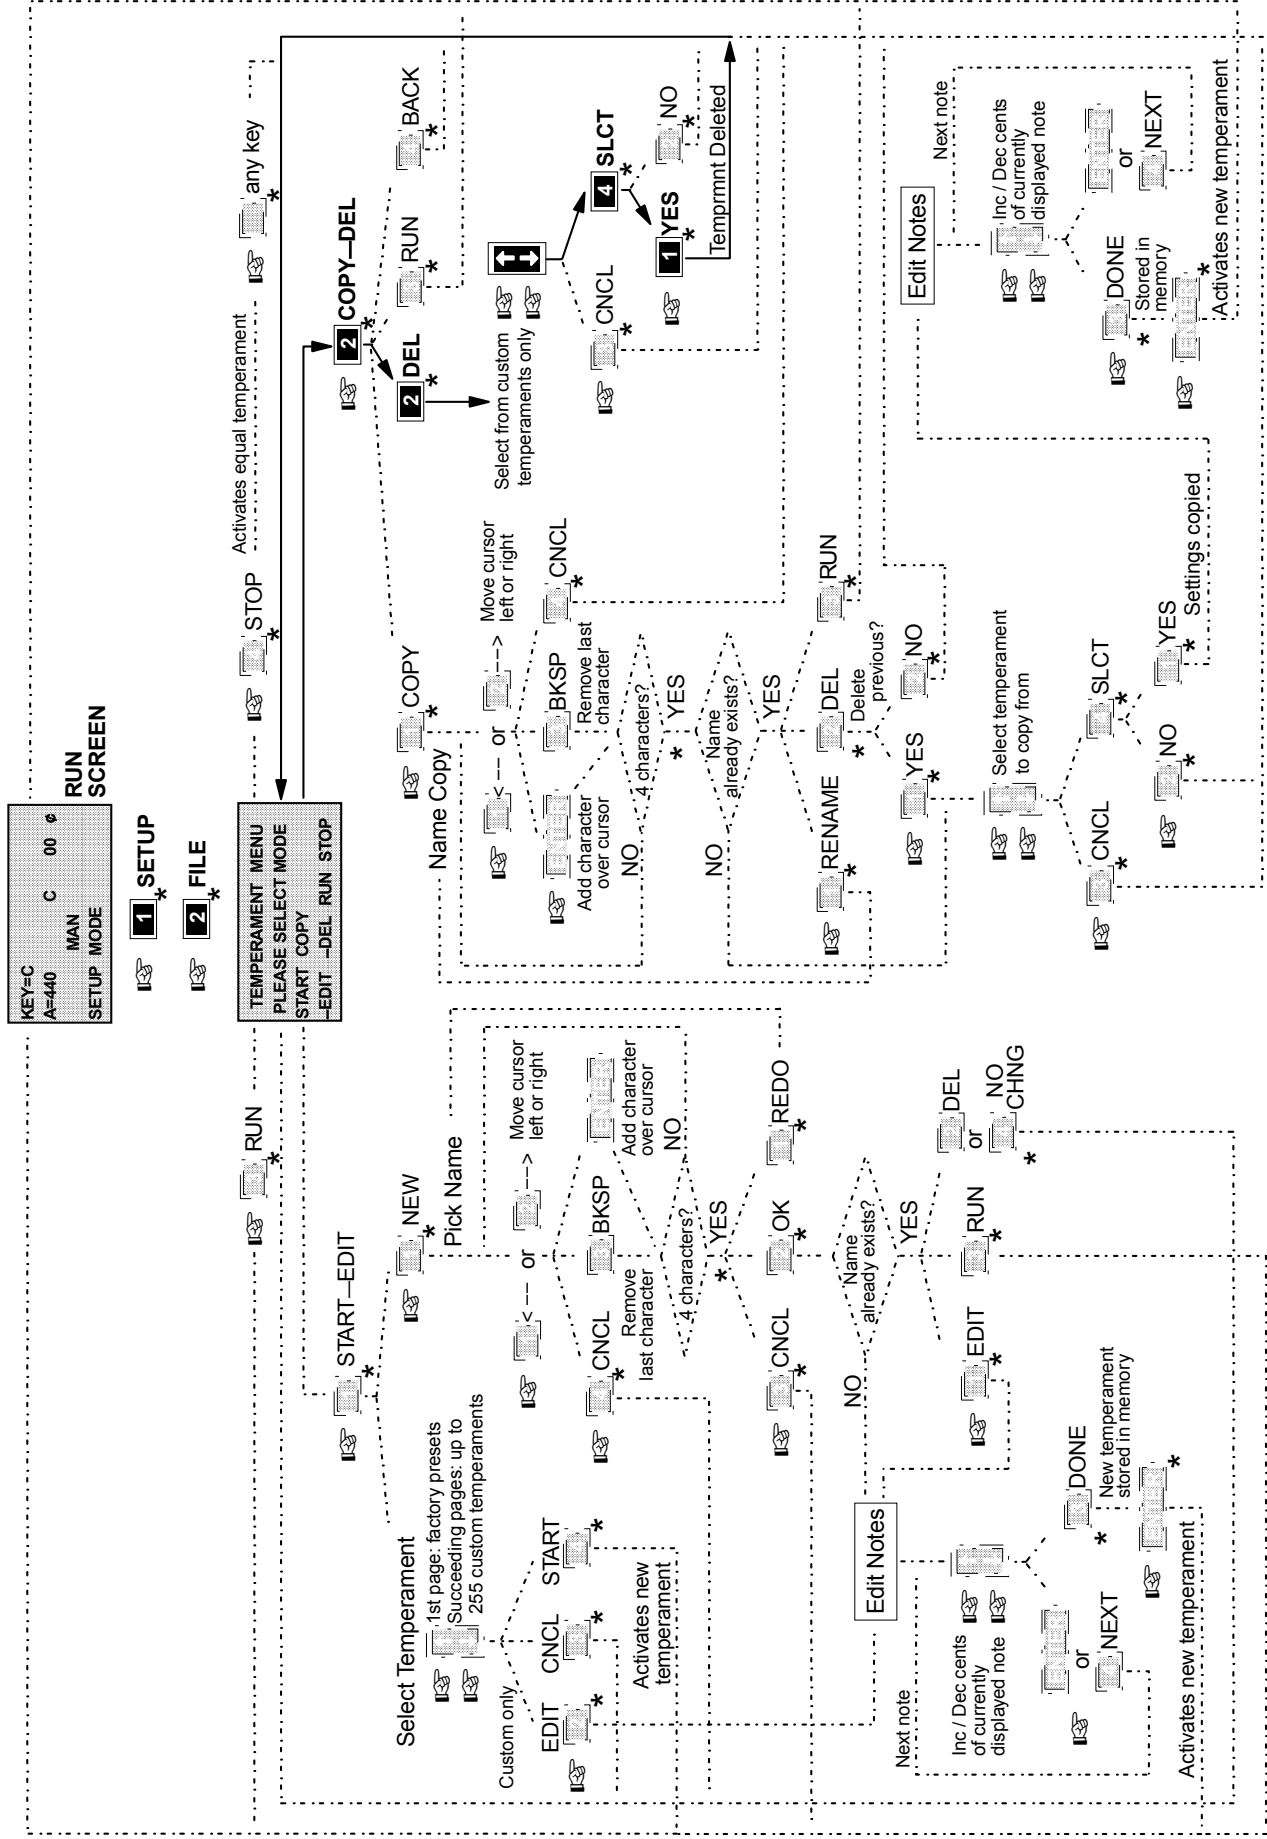 KEY=C
A=440 C 00 ¢
MAN
SETUP MODE
RUN
SCREEN
1 SETUP
*
2 FILE
*
TEMPERAMENT MENU
PLEASE SELECT MODE
START COPY
–EDIT –DEL RUN STOP
RUN
*
STOP
*
Activates equal temperament
any key
*
START–EDIT
*
2 COPY–DEL
*
Select Temperament
1st page: factory presets
Succeeding pages: up to
255 custom temperaments
Custom only
EDIT
*
CNCL
*
START
*
Activates new
temperament
NEW
*
Pick Name
<–– or ––>
Move cursor
left or right
CNCL
*
BKSP
Remove
last character
ENTER
Add character
over cursor
4 characters?
NO
YES
*
CNCL
*
OK
REDO
*
Name
already exists?
NO
YES
EDIT
*
RUN
*
DEL
or
NO
CHNG
*
Edit Notes
Next note
Inc / Dec cents
of currently
displayed note
ENTER
or
NEXT
DONE
*
New temperament
stored in memory
ENTER
*
Activates new temperament
COPY
*
Name Copy
<–– or ––>
Move cursor
left or right
ENTER
Add character
over cursor
BKSP
Remove last
character
CNCL
*
4 characters?
NO
YES
*
Name
already exists?
NO
YES
RENAME
*
2 DEL
*
RUN
*
Delete
previous?
YES
*
NO
*
Select temperament
to copy from
CNCL
*
SLCT
*
NO
*
YES
*
Settings copied
2 DEL
*
RUN
*
BACK
*
Select from custom
temperaments only
CNCL
*
4 SLCT
*
1 YES
*
NO
*
Temprmnt Deleted
Edit Notes
Next note
Inc / Dec cents
of currently
displayed note
DONE
*
Stored in
memory
ENTER
or
NEXT
ENTER
*
Activates new temperament